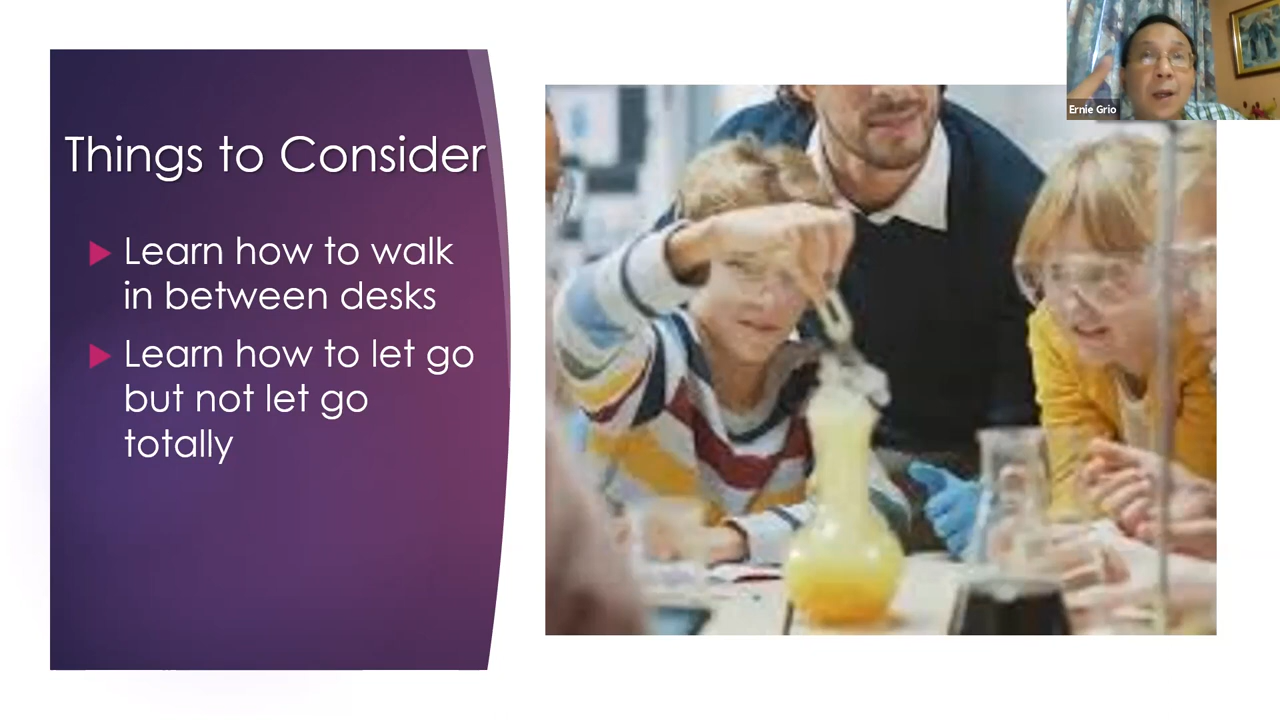 Things to Consider
Learn how to walk
in between desks
Learn how to let go
but not let go
totally
Ernie Grio